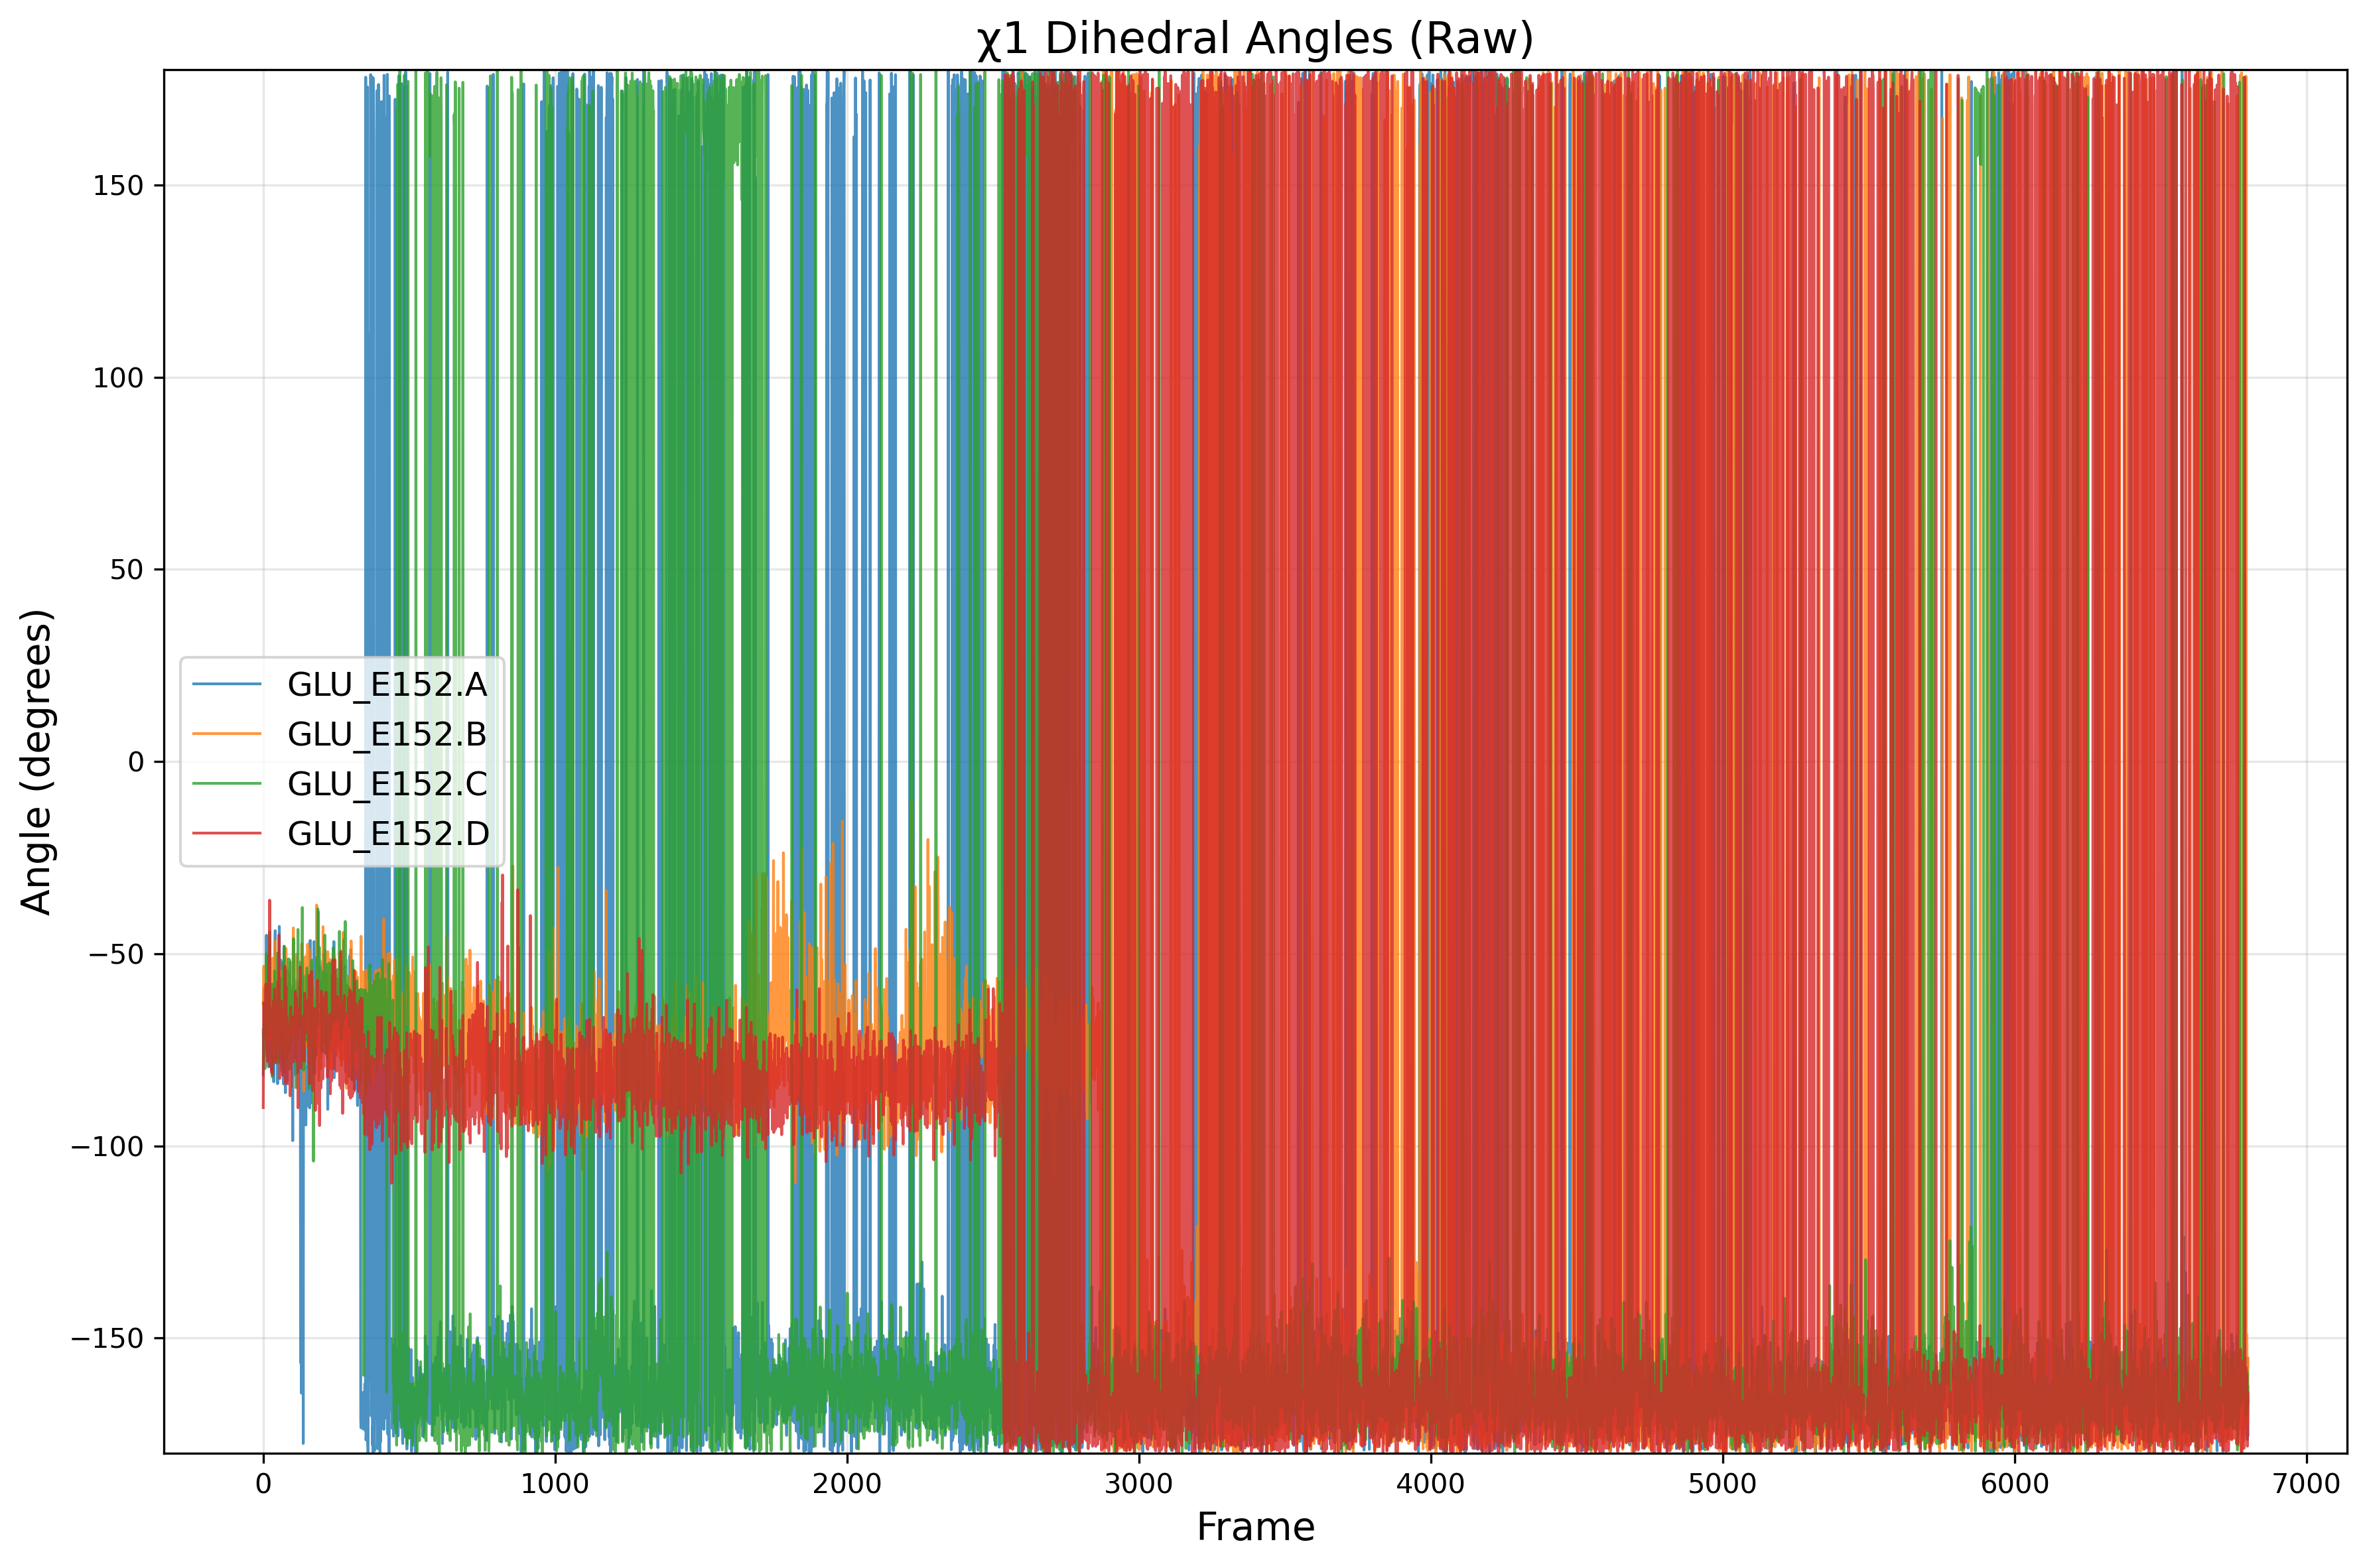 χ1 Dihedral Angles (Raw)
150
100
50
0
−50
−100
−150
Angle (degrees)
GLU_E152.A
GLU_E152.B
GLU_E152.C
GLU_E152.D
0 1000 2000 3000 4000 5000 6000 7000
Frame